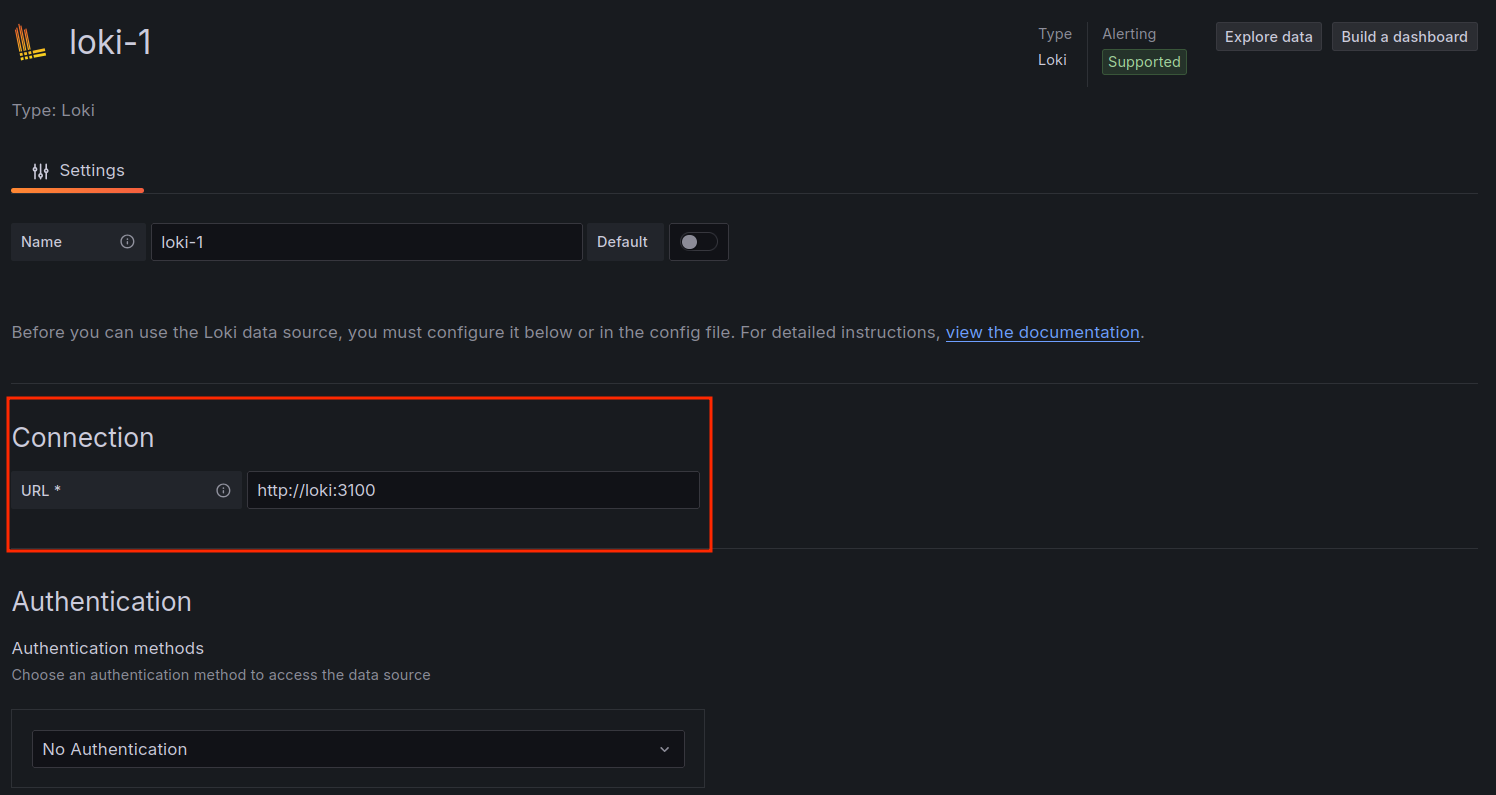 loki-1
Type
Loki
Alerting
Supported
Explore data
Build a dashboard
Type: Loki
Settings
Name
loki-1
Default
Before you can use the Loki data source, you must configure it below or in the config file. For detailed instructions, view the documentation.
Connection
URL *
http://loki:3100
Authentication
Authentication methods
Choose an authentication method to access the data source
No Authentication